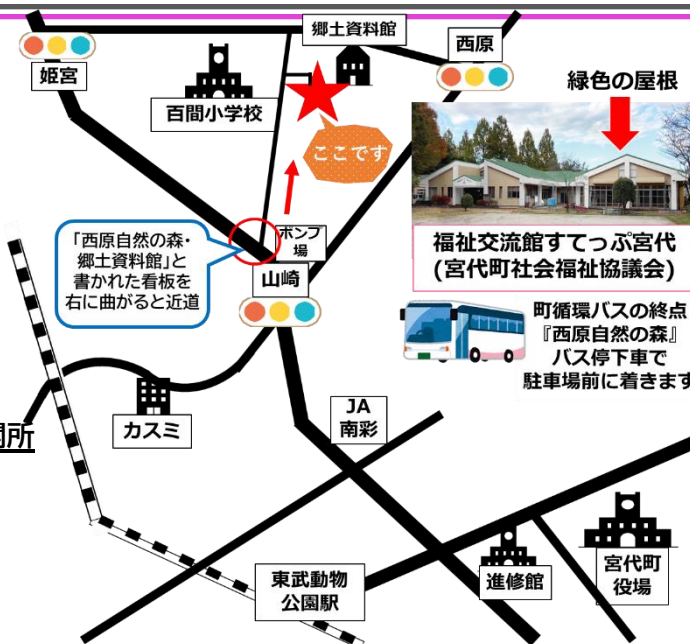 郷土資料館
西原
姫宮
百間小学校
緑色の屋根
ここです
福祉交流館すてっぷ宮代
(宮代町社会福祉協議会)
「西原自然の森・
郷土資料館」と
書かれた看板を
右に曲がると近道
ポンプ
場
山崎
町循環バスの終点
『西原自然の森』
バス停下車で
駐車場前に着きます
カスミ
JA
南彩
所
東武動物
公園駅
進修館
宮代町
役場